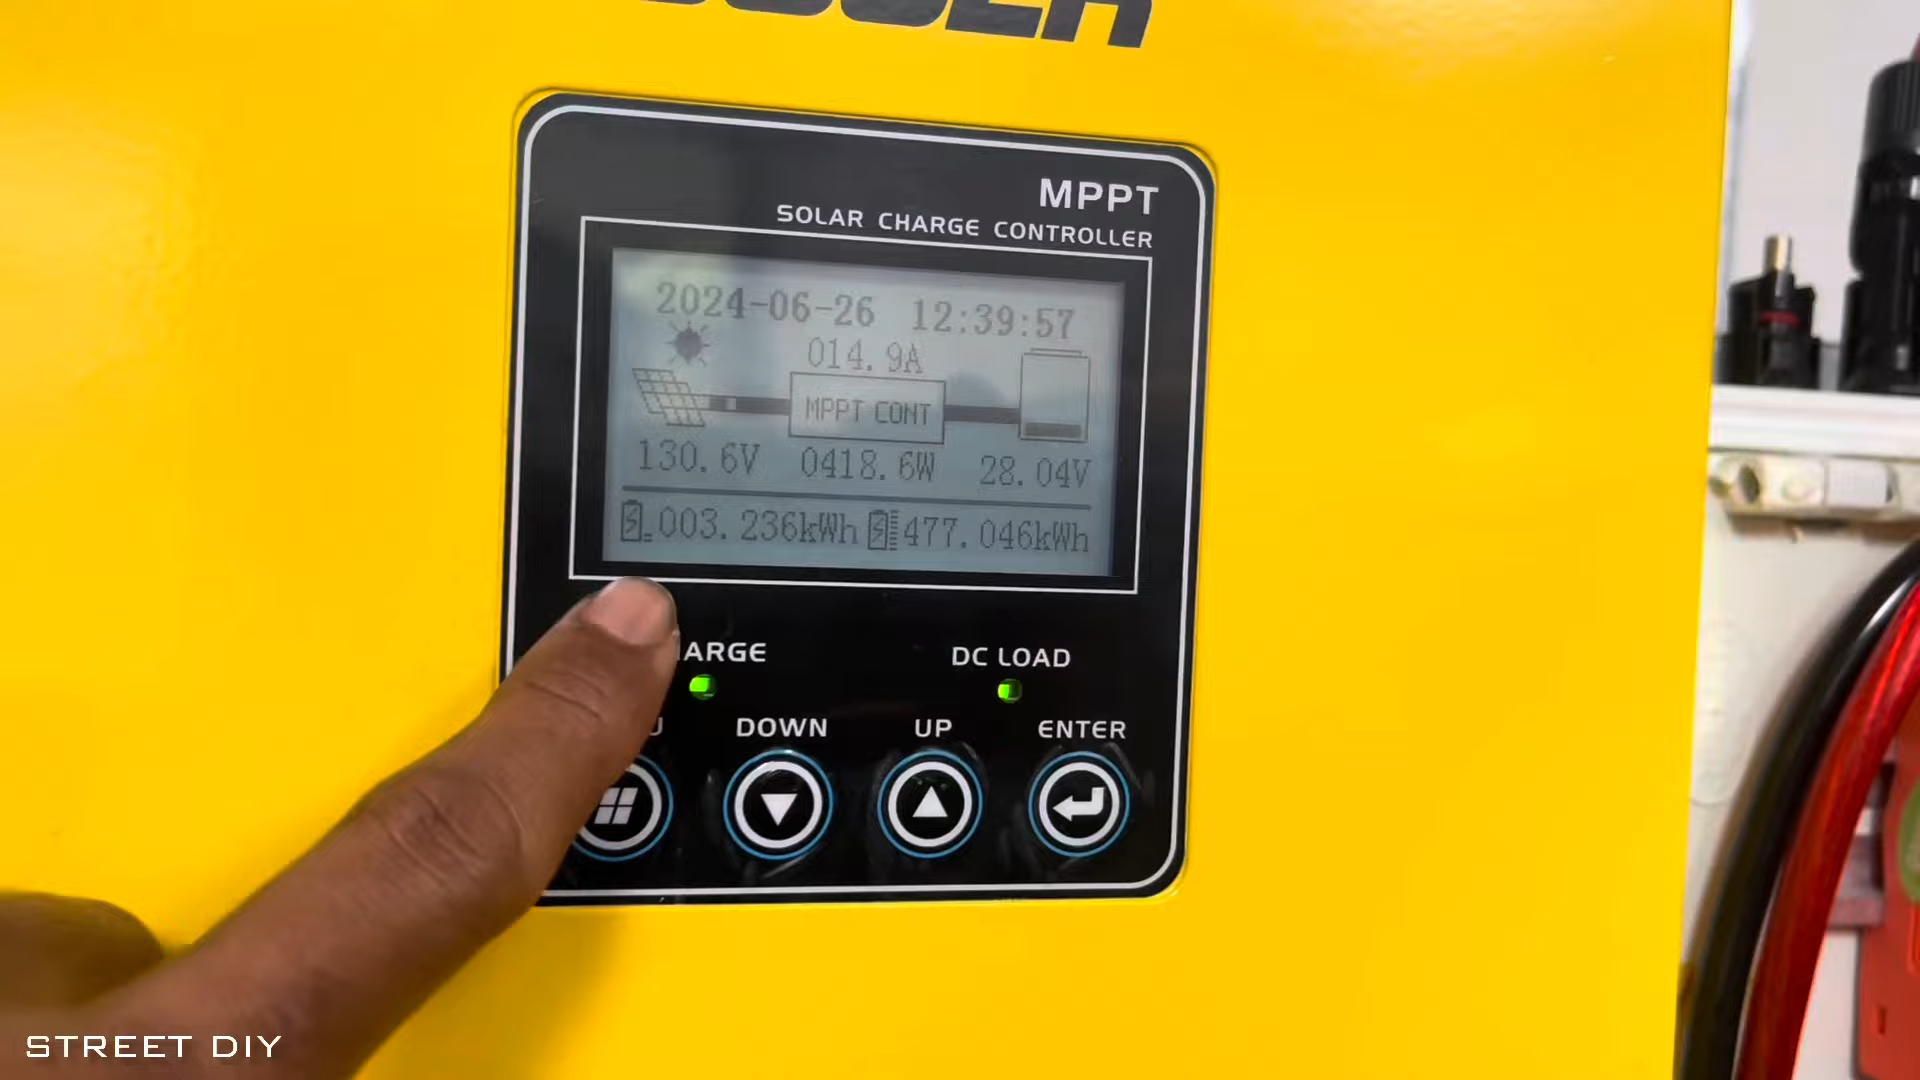 MPPT
SOLAR CHARGE CONTROLLER
2024-06-26 12:39:57
014.9A
MPPT CONT
130.6V 0418.6W 28.04V
003.236kWh 477.046kWh
DC LOAD
DOWN UP ENTER
STREET DIY